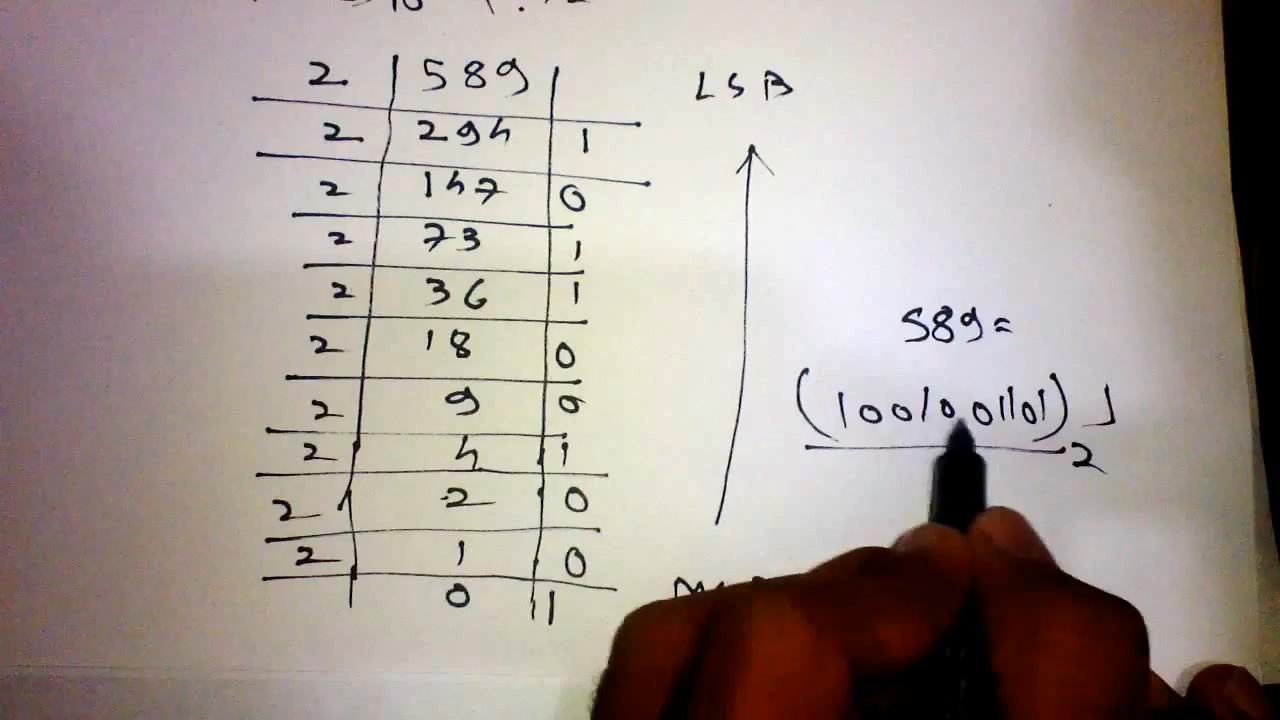 2 589 LSB
2 294 1
2 147 0
2 73 1
2 36 1
2 18 0
589=
2 9 0
(1001001101)2
2 4 1
2 2 0
2 1 0
0 1